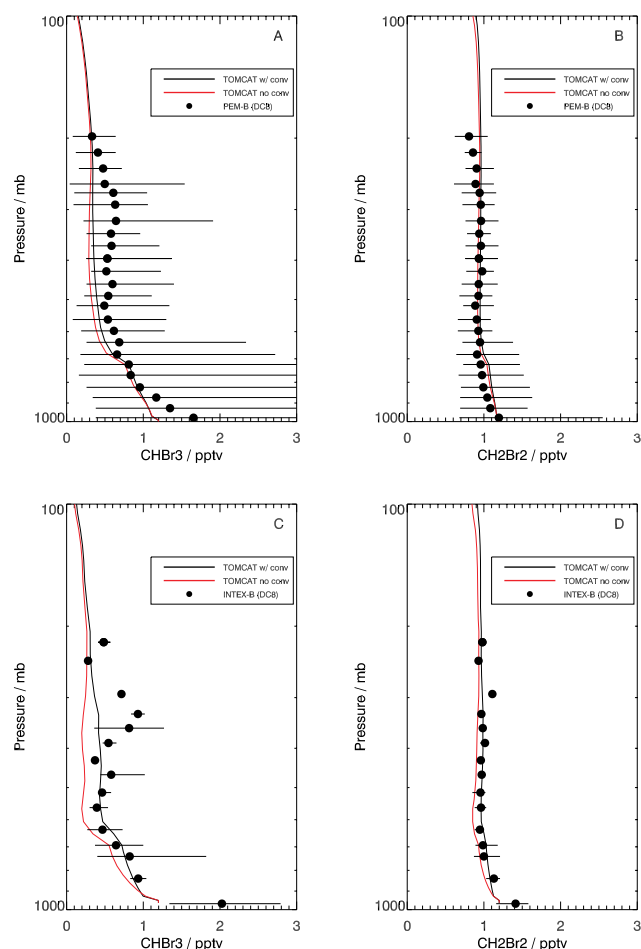 100
A
TOMCAT w/ conv
TOMCAT no conv
PEM-B (DC8)
Pressure / mb
1000
0 1 2 3
CHBr3 / pptv
100
B
TOMCAT w/ conv
TOMCAT no conv
PEM-B (DC8)
Pressure / mb
1000
0 1 2 3
CH2Br2 / pptv
100
C
TOMCAT w/ conv
TOMCAT no conv
INTEX-B (DC8)
Pressure / mb
1000
0 1 2 3
CHBr3 / pptv
100
D
TOMCAT w/ conv
TOMCAT no conv
INTEX-B (DC8)
Pressure / mb
1000
0 1 2 3
CH2Br2 / pptv